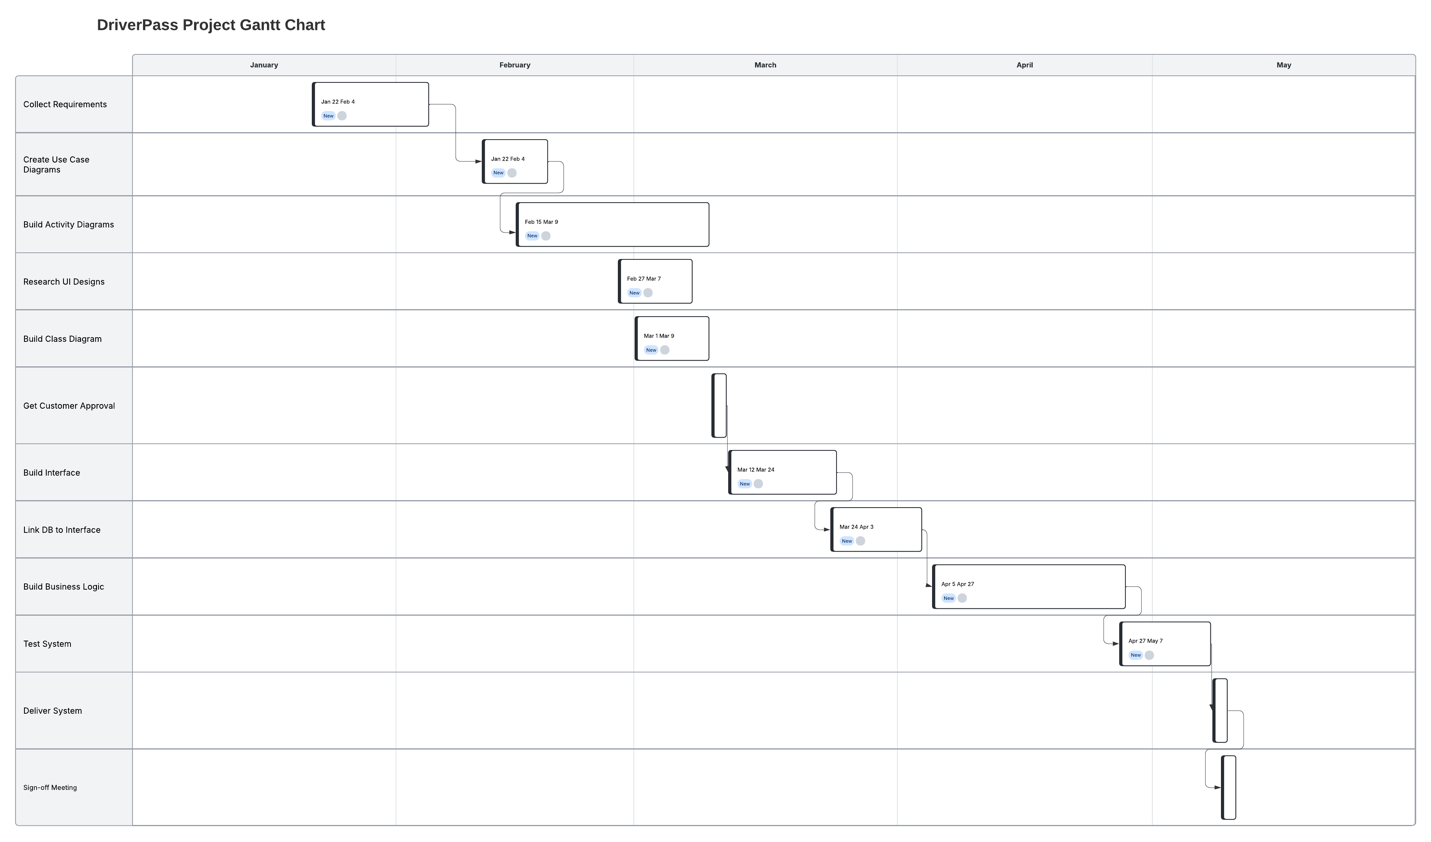 DriverPass Project Gantt Chart
January February March April May
Collect Requirements
Jan 22 Feb 4
New
Create Use Case
Diagrams
Jan 22 Feb 4
New
Build Activity Diagrams
Feb 15 Mar 9
New
Research UI Designs
Feb 27 Mar 7
New
Build Class Diagram
Mar 1 Mar 9
New
Get Customer Approval
Build Interface
Mar 12 Mar 24
New
Link DB to Interface
Mar 24 Apr 3
New
Build Business Logic
Apr 5 Apr 27
New
Test System
Apr 27 May 7
New
Deliver System
Sign-off Meeting